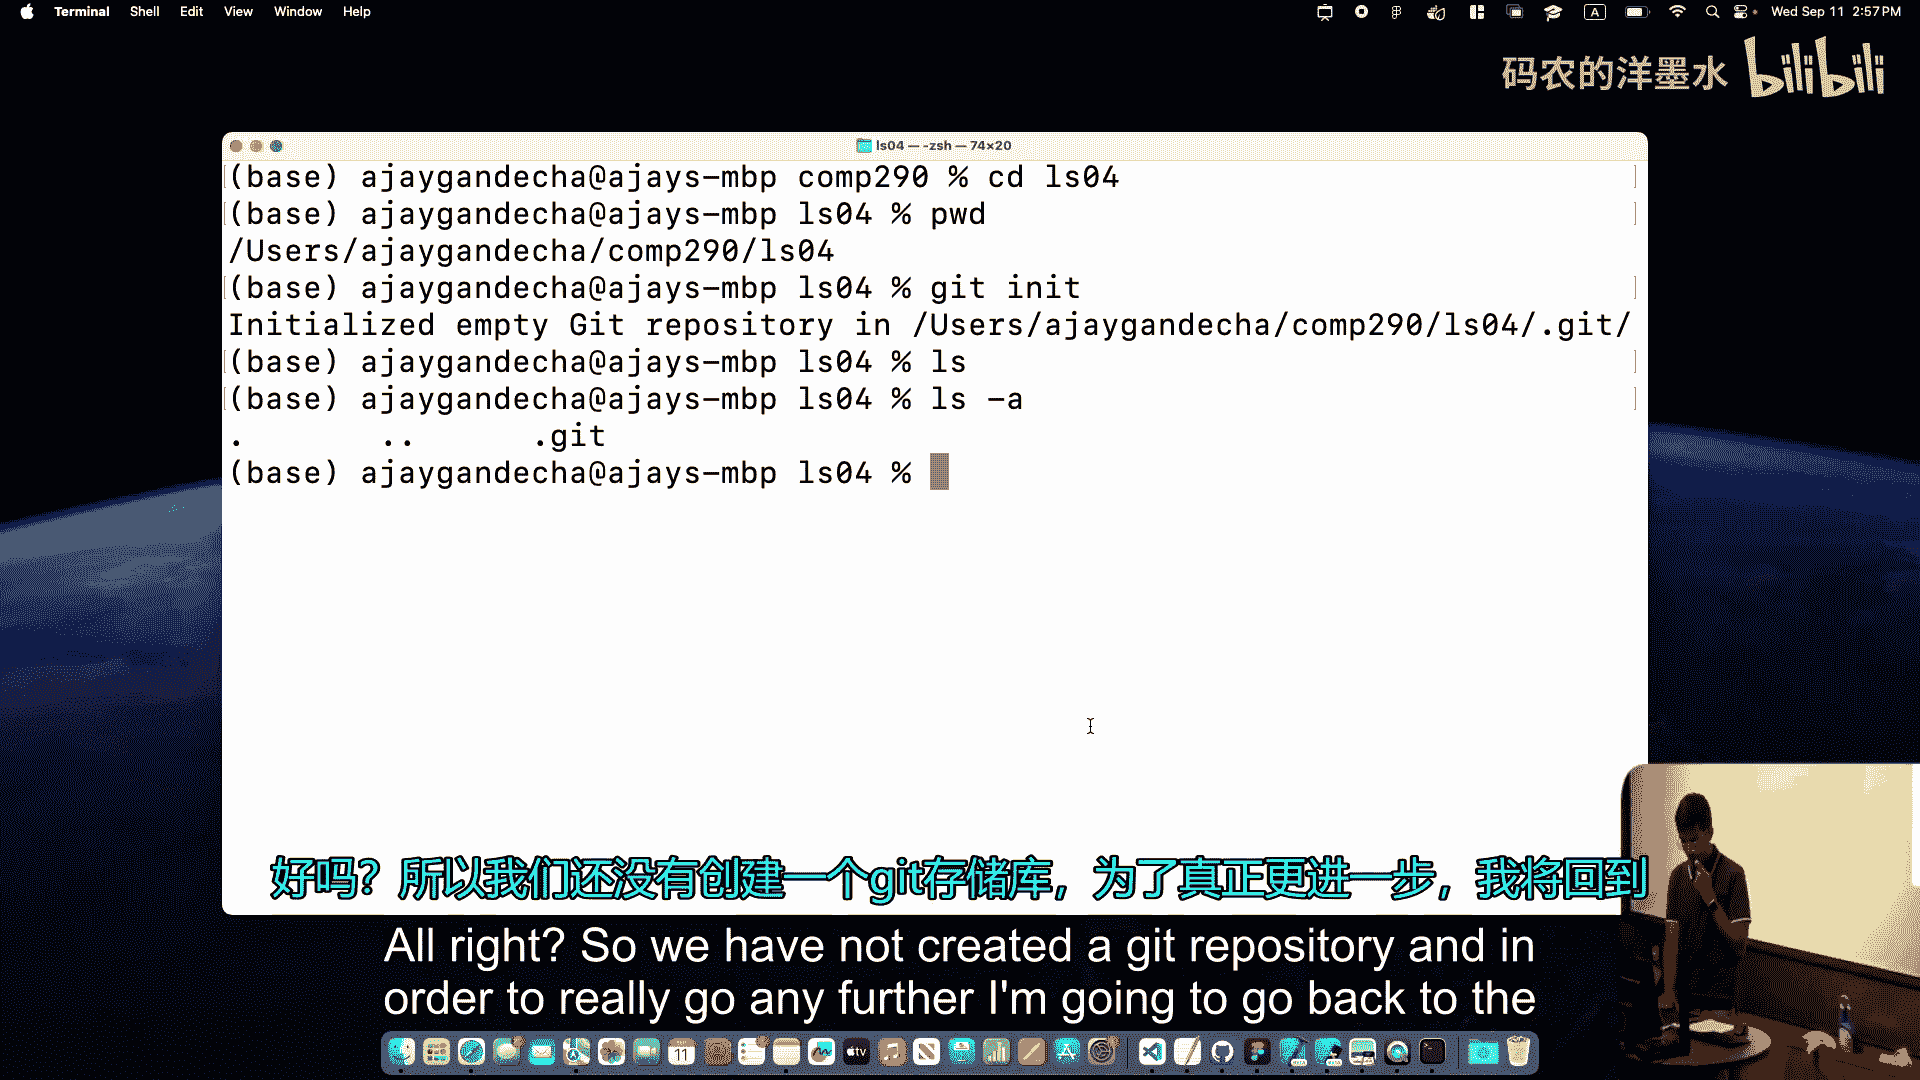 Terminal Shell Edit View Window Help
A
Wed Sep 11 2:57 PM
码农的洋墨水 bilibili
ls04 — -zsh — 74×20
(base) ajaygandecha@ajays-mbp comp290 % cd ls04
(base) ajaygandecha@ajays-mbp ls04 % pwd
/Users/ajaygandecha/comp290/ls04
(base) ajaygandecha@ajays-mbp ls04 % git init
Initialized empty Git repository in /Users/ajaygandecha/comp290/ls04/.git/
(base) ajaygandecha@ajays-mbp ls04 % ls
(base) ajaygandecha@ajays-mbp ls04 % ls -a
. .. .git
(base) ajaygandecha@ajays-mbp ls04 %
好吗？所以我们还没有创建一个git存储库，为了真正更进一步，我将回到
All right? So we have not created a git repository and in
order to really go any further I'm going to go back to the
11
tv